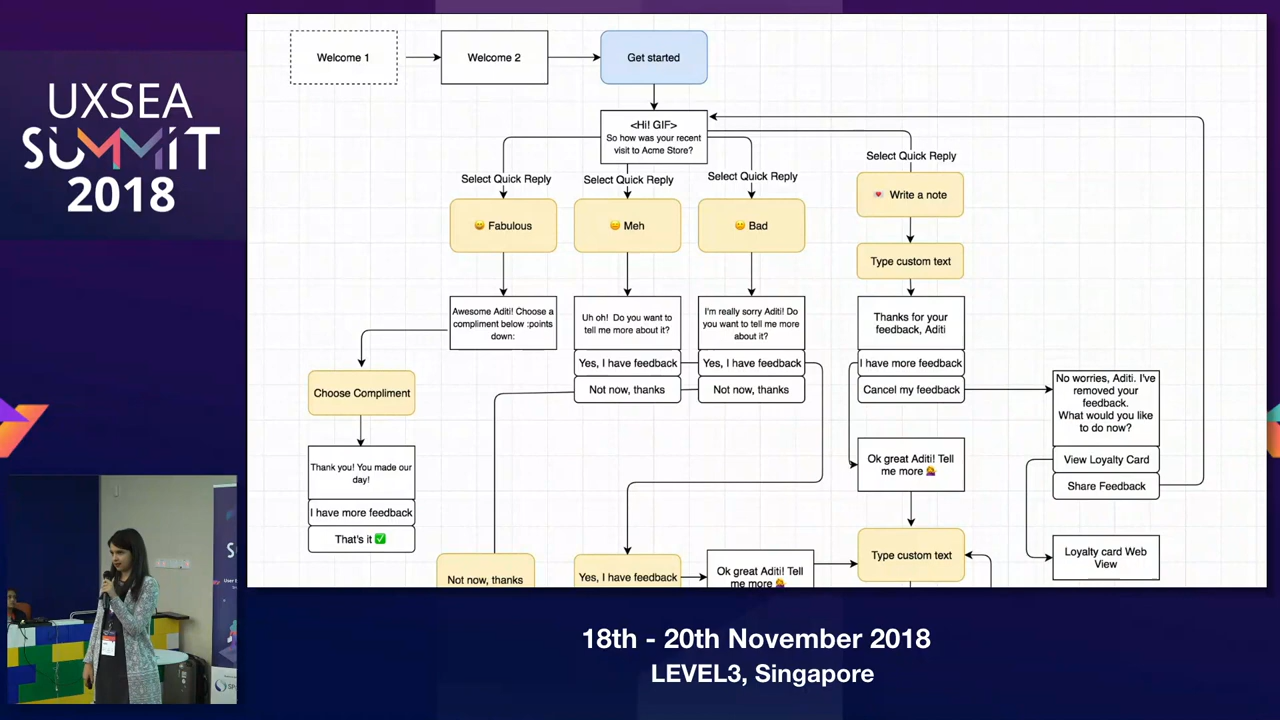 UXSEA
SUMMIT
2018
Welcome 1
Welcome 2
Get started
<Hi! GIF>
So how was your recent
visit to Acme Store?
Select Quick Reply
Select Quick Reply
Select Quick Reply
Select Quick Reply
😀 Fabulous
😑 Meh
🙁 Bad
💌 Write a note
Type custom text
Awesome Aditi! Choose a
compliment below :points
down:
Uh oh! Do you want to
tell me more about it?
Yes, I have feedback
Not now, thanks
I'm really sorry Aditi! Do
you want to tell me more
about it?
Yes, I have feedback
Not now, thanks
Thanks for your
feedback, Aditi
I have more feedback
Cancel my feedback
No worries, Aditi. I've
removed your
feedback.
What would you like
to do now?
View Loyalty Card
Share Feedback
Choose Compliment
Thank you! You made our
day!
I have more feedback
That's it ✅
Ok great Aditi! Tell
me more 🤷‍♀️
Not now, thanks
Yes, I have feedback
Ok great Aditi! Tell
me more 🤷‍♀️
Type custom text
Loyalty card Web
View
18th - 20th November 2018
LEVEL3, Singapore